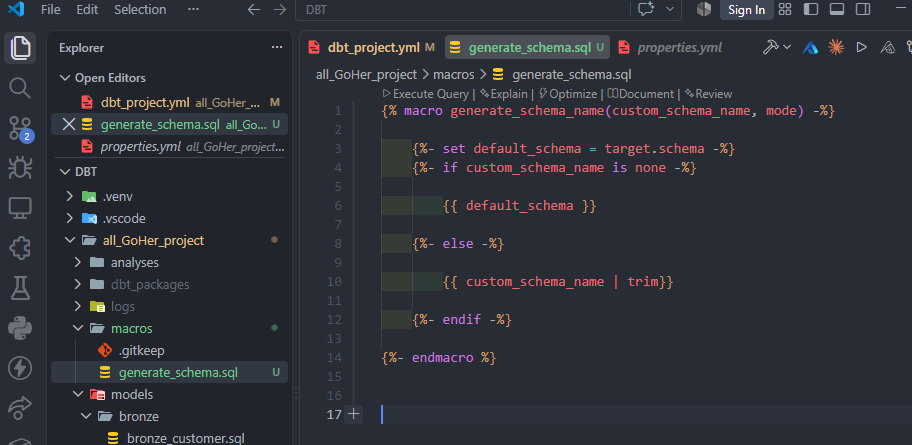 File Edit Selection ··· DBT Sign In
Explorer ···
Open Editors
dbt_project.yml all_GoHer_... M
generate_schema.sql all_Go... U
properties.yml all_GoHer_project...
DBT
.venv
.vscode
all_GoHer_project
analyses
dbt_packages
logs
macros
.gitkeep
generate_schema.sql U
models
bronze
bronze_customer.sql
2
dbt_project.yml M generate_schema.sql U properties.yml
all_GoHer_project > macros > generate_schema.sql
Execute Query | Explain | Optimize | Document | Review
1 {% macro generate_schema_name(custom_schema_name, mode) -%}
2
3 {%- set default_schema = target.schema -%}
4 {%- if custom_schema_name is none -%}
5
6 {{ default_schema }}
7
8 {%- else -%}
9
10 {{ custom_schema_name | trim}}
11
12 {%- endif -%}
13
14 {%- endmacro %}
15
16
17